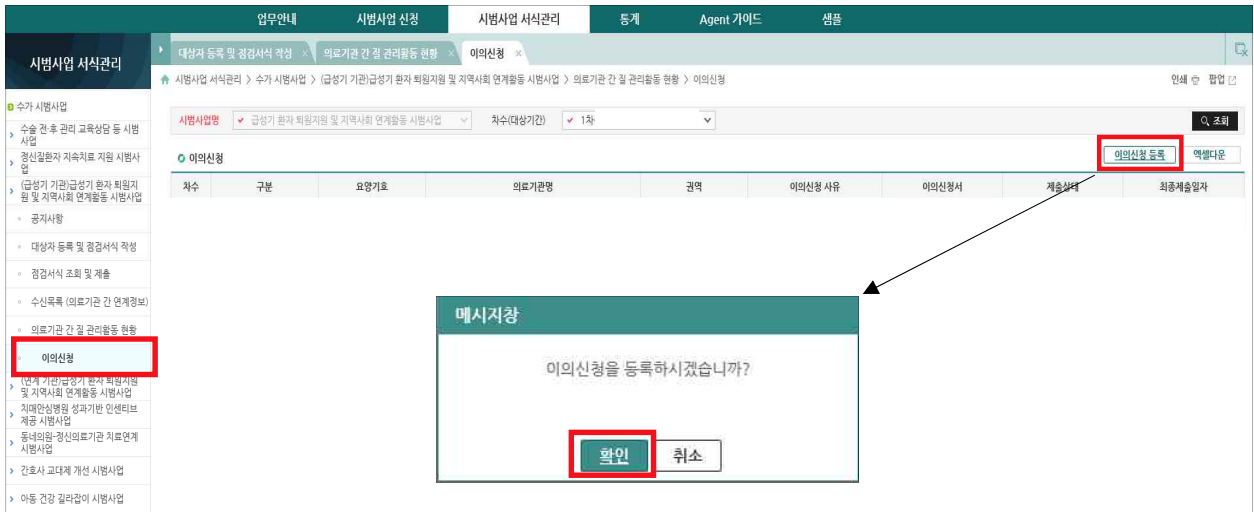 업무안내 시범사업 신청 시범사업 서식관리 통계 Agent 가이드 샘플
시범사업 서식관리
대상자 등록 및 점검서식 작성 × 의료기관 간 질 관리활동 현황 × 이의신청 ×
시범사업 서식관리 > 수가 시범사업 > (급성기 기관)급성기 환자 퇴원지원 및 지역사회 연계활동 시범사업 > 의료기관 간 질 관리활동 현황 > 이의신청
인쇄 팝업
수가 시범사업
수술 전·후 관리 교육상담 등 시범
사업
정신질환자 지속치료 지원 시범사
업
(급성기 기관)급성기 환자 퇴원지
원 및 지역사회 연계활동 시범사업
공지사항
대상자 등록 및 점검서식 작성
점검서식 조회 및 제출
수신목록 (의료기관 간 연계정보)
의료기관 간 질 관리활동 현황
이의신청
(연계 기관)급성기 환자 퇴원지원
및 지역사회 연계활동 시범사업
치매안심병원 성과기반 인센티브
제공 시범사업
동네의원-정신의료기관 치료연계
시범사업
간호사 교대제 개선 시범사업
아동 건강 길라잡이 시범사업
시범사업명 급성기 환자 퇴원지원 및 지역사회 연계활동 시범사업 차수(대상기간) 1차 조회
이의신청 이의신청 등록 엑셀다운
차수 구분 요양기호 의료기관명 권역 이의신청 사유 이의신청서 제출상태 최종제출일자
메시지창
이의신청을 등록하시겠습니까?
확인 취소